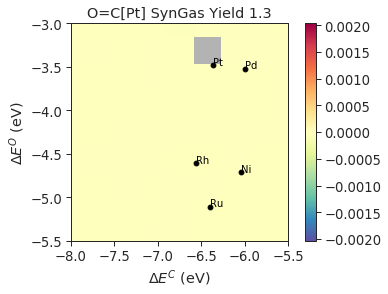 O=C[Pt] SynGas Yield 1.3
−3.0
−3.5
−4.0
−4.5
−5.0
−5.5
ΔE^O (eV)
Pt
Pd
Rh
Ni
Ru
−8.0 −7.5 −7.0 −6.5 −6.0 −5.5
ΔE^C (eV)
0.0020
0.0015
0.0010
0.0005
0.0000
−0.0005
−0.0010
−0.0015
−0.0020